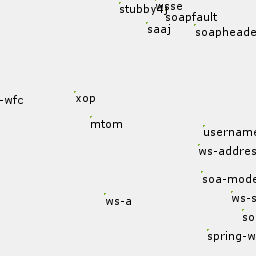 stubby4j
wsse
soapfault
saaj
soapheade
-wfc
xop
mtom
username
ws-addres
soa-mode
ws-s
ws-a
so
spring-w